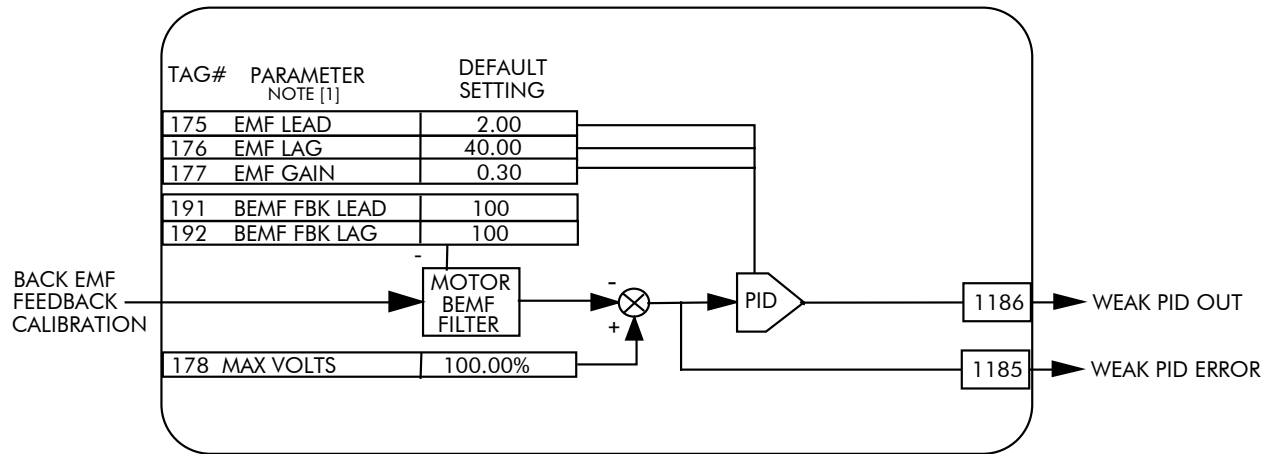 TAG# PARAMETER DEFAULT
NOTE [1] SETTING
175 EMF LEAD 2.00
176 EMF LAG 40.00
177 EMF GAIN 0.30
191 BEMF FBK LEAD 100
192 BEMF FBK LAG 100
-
BACK EMF
FEEDBACK
CALIBRATION
MOTOR
BEMF
FILTER
-
+
PID
1186 WEAK PID OUT
178 MAX VOLTS 100.00%
1185 WEAK PID ERROR